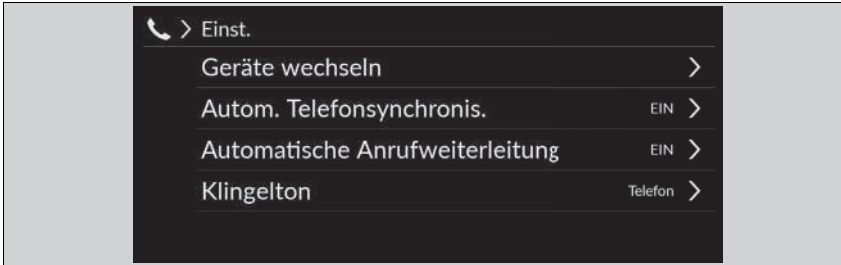 Einst.
Geräte wechseln
Autom. Telefonsynchronis. EIN
Automatische Anrufweiterleitung EIN
Klingelton Telefon